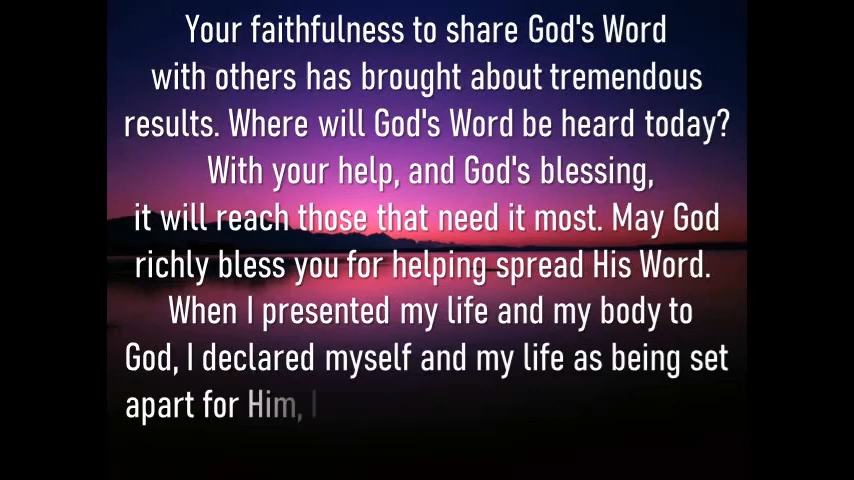 Your faithfulness to share God's Word
with others has brought about tremendous
results. Where will God's Word be heard today?
With your help, and God's blessing,
it will reach those that need it most. May God
richly bless you for helping spread His Word.
When I presented my life and my body to
God, I declared myself and my life as being set
apart for Him, I